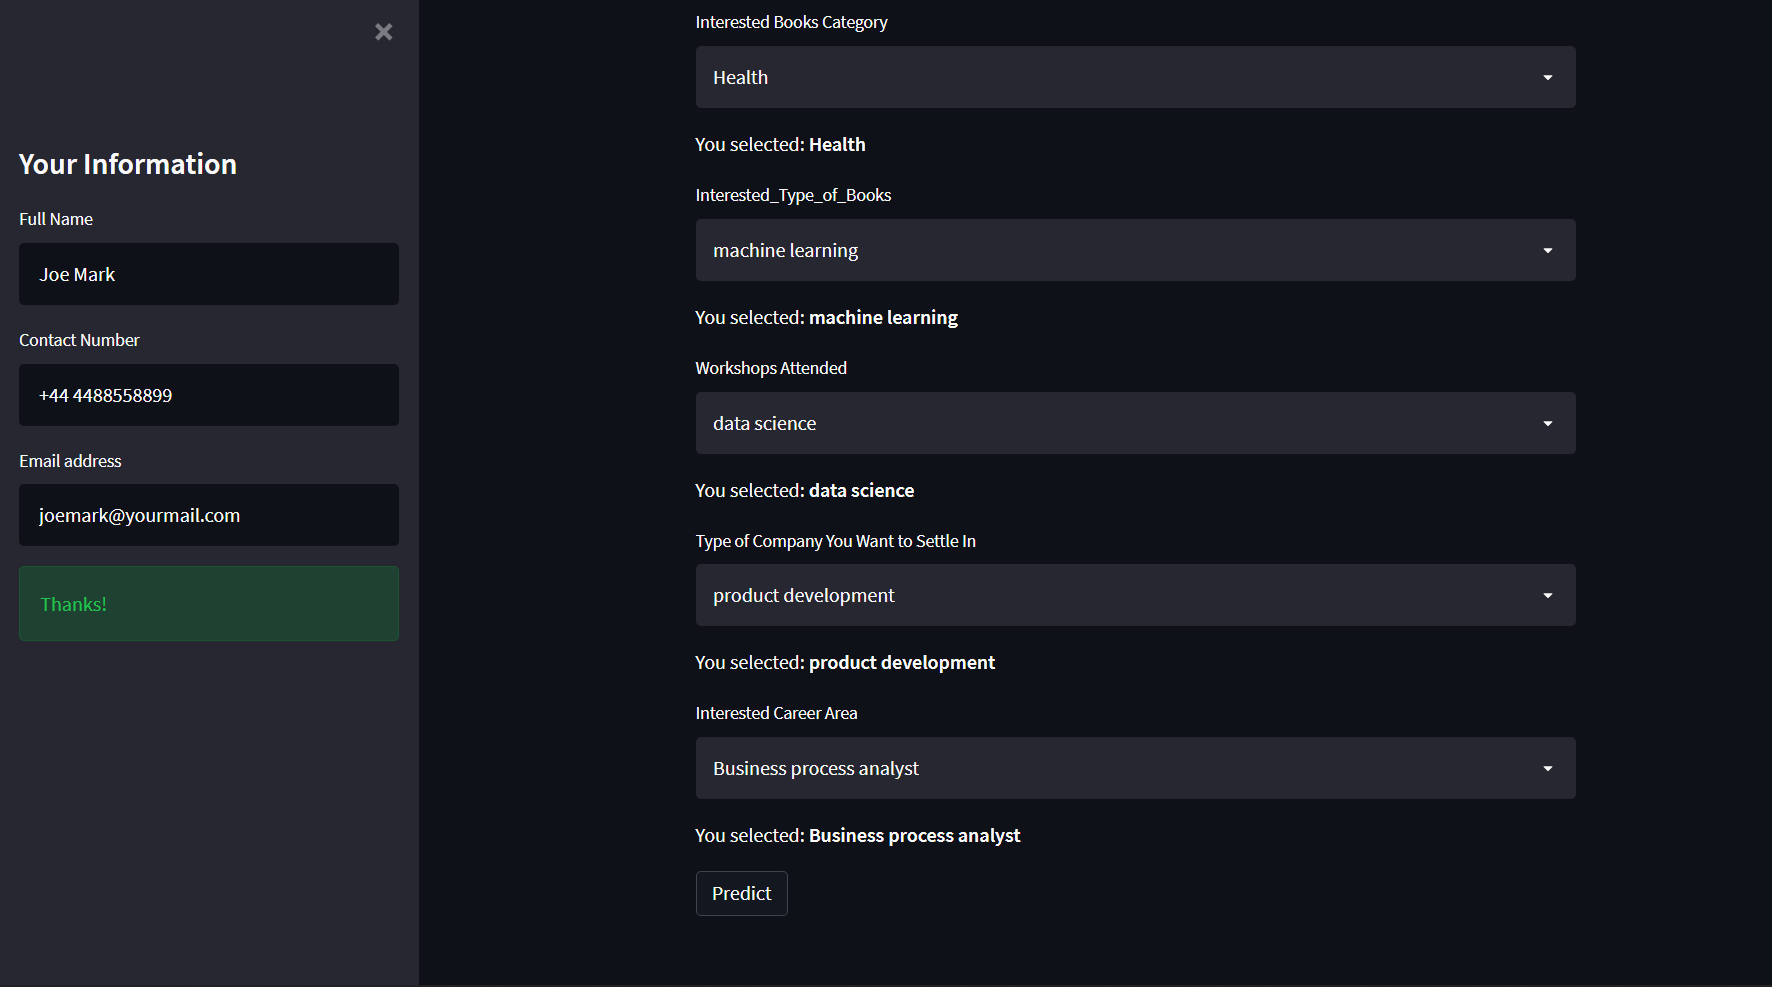 Your Information
Full Name
Joe Mark
Contact Number
+44 4488558899
Email address
joemark@yourmail.com
Thanks!
Interested Books Category
Health
You selected: Health
Interested_Type_of_Books
machine learning
You selected: machine learning
Workshops Attended
data science
You selected: data science
Type of Company You Want to Settle In
product development
You selected: product development
Interested Career Area
Business process analyst
You selected: Business process analyst
Predict